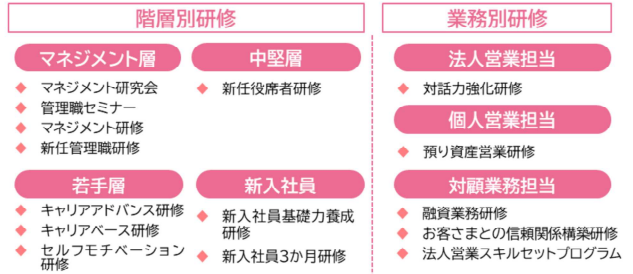 階層別研修
マネジメント層
マネジメント研究会
管理職セミナー
マネジメント研修
新任管理職研修
中堅層
新任役席者研修
若手層
キャリアアドバンス研修
キャリアベース研修
セルフモチベーション
研修
新入社員
新入社員基礎力養成
研修
新入社員3か月研修
業務別研修
法人営業担当
対話力強化研修
個人営業担当
預り資産営業研修
対顧業務担当
融資業務研修
お客さまとの信頼関係構築研修
法人営業スキルセットプログラム